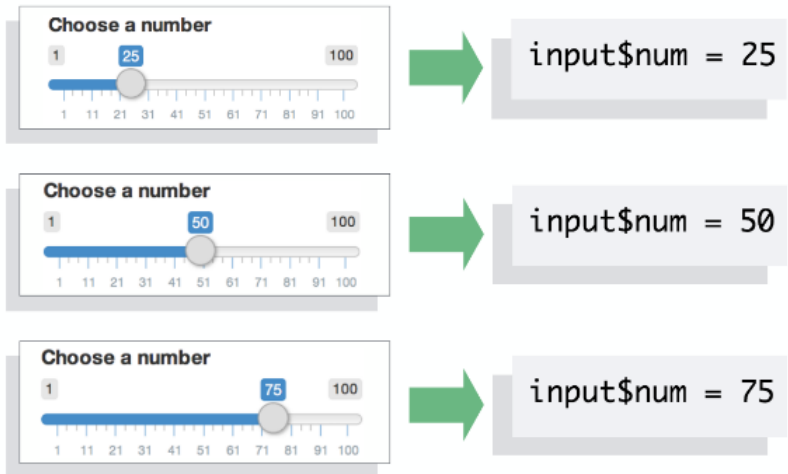 Choose a number
1 25 100
1 11 21 31 41 51 61 71 81 91 100
input$num = 25
Choose a number
1 50 100
1 11 21 31 41 51 61 71 81 91 100
input$num = 50
Choose a number
1 75 100
1 11 21 31 41 51 61 71 81 91 100
input$num = 75